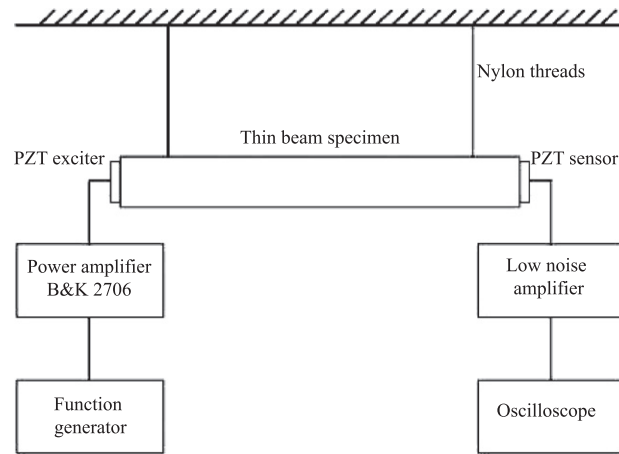 Nylon threads
Thin beam specimen
PZT exciter
PZT sensor
Power amplifier
B&K 2706
Low noise
amplifier
Function
generator
Oscilloscope